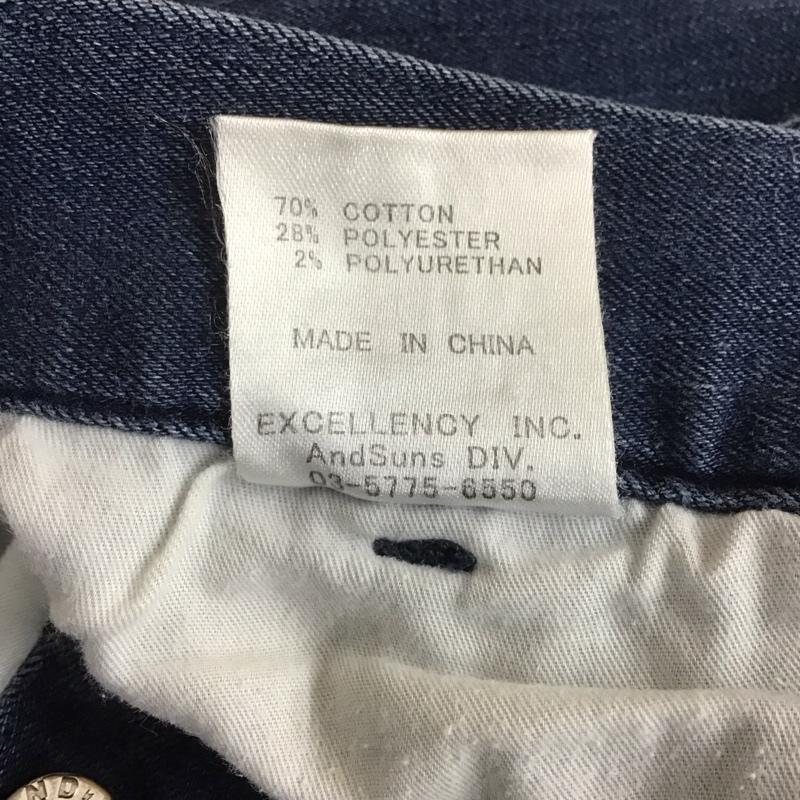 70% COTTON
28% POLYESTER
2% POLYURETHAN
MADE IN CHINA
EXCELLENCY INC.
AndSuns DIV.
03-5775-6550